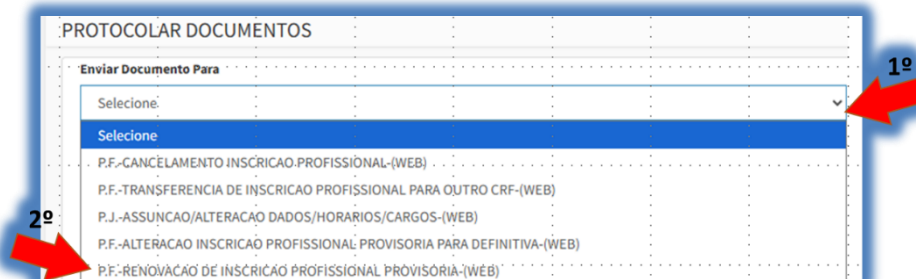 PROTOCOLAR DOCUMENTOS
Enviar Documento Para
1º
Selecione
Selecione
P.F.-CANCELAMENTO INSCRICAO PROFISSIONAL-(WEB)
P.F.-TRANSFERENCIA DE INSCRICAO PROFISSIONAL PARA OUTRO CRF-(WEB)
2º
P.J.-ASSUNCAO/ALTERACAO DADOS/HORARIOS/CARGOS-(WEB)
P.F.-ALTERACAO INSCRICAO PROFISSIONAL PROVISORIA PARA DEFINITIVA-(WEB)
P.F.-RENOVACAO DE INSCRICAO PROFISSIONAL PROVISORIA-(WEB)